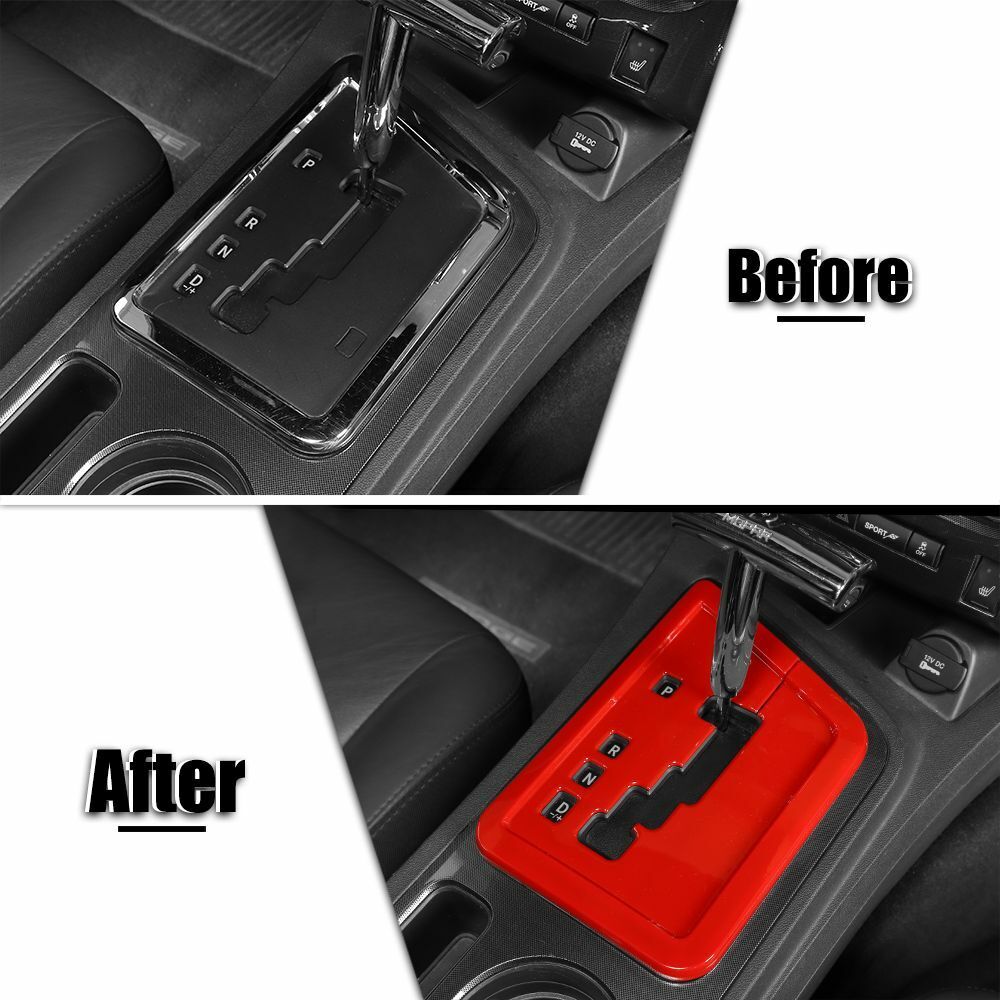 SPORT
OFF
12V DC
P
R
N
D
-/+
Before
MOPAR
SPORT
OFF
12V DC
P
R
N
D
-/+
After